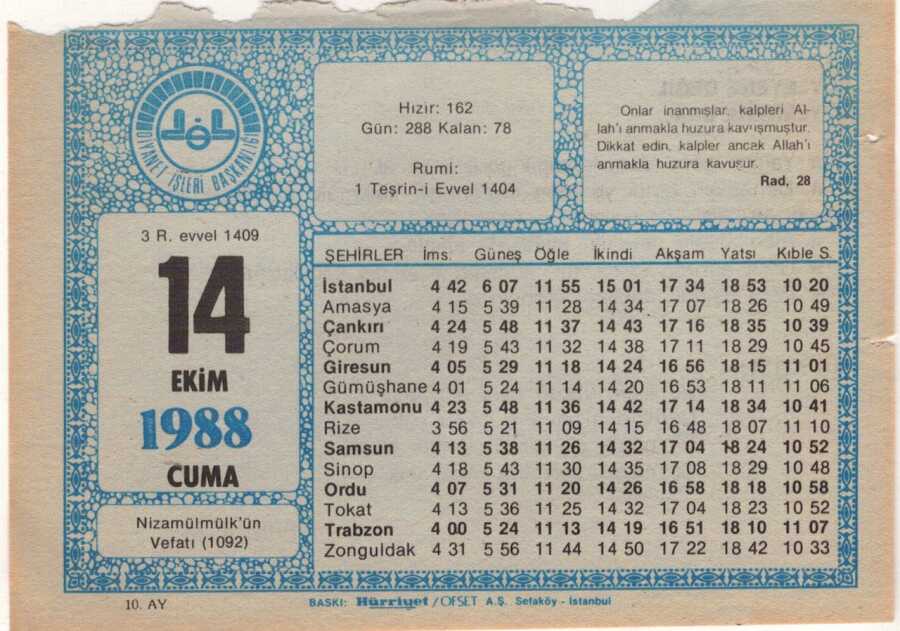 DİYANET İŞLERİ BAŞKANLIĞI
Hızir: 162
Gün: 288 Kalan: 78
Rumi:
1 Teşrin-i Evvel 1404
Onlar inanmışlar, kalpleri Al-
lah'ı anmakla huzura kavuşmuştur.
Dikkat edin, kalpler ancak Allah'ı
anmakla huzura kavuşur.
Rad, 28
3 R. evvel 1409
14
EKİM
1988
CUMA
Nizamülmülk'ün
Vefatı (1092)
ŞEHİRLER İms. Güneş Öğle İkindi Akşam Yatsı Kıble S.
İstanbul 4 42 6 07 11 55 15 01 17 34 18 53 10 20
Amasya 4 15 5 39 11 28 14 34 17 07 18 26 10 49
Çankırı 4 24 5 48 11 37 14 43 17 16 18 35 10 39
Çorum 4 19 5 43 11 32 14 38 17 11 18 29 10 45
Giresun 4 05 5 29 11 18 14 24 16 56 18 15 11 01
Gümüşhane 4 01 5 24 11 14 14 20 16 53 18 11 11 06
Kastamonu 4 23 5 48 11 36 14 42 17 14 18 34 10 41
Rize 3 56 5 21 11 09 14 15 16 48 18 07 11 10
Samsun 4 13 5 38 11 26 14 32 17 04 18 24 10 52
Sinop 4 18 5 43 11 30 14 35 17 08 18 29 10 48
Ordu 4 07 5 31 11 20 14 26 16 58 18 18 10 58
Tokat 4 13 5 36 11 25 14 32 17 04 18 23 10 52
Trabzon 4 00 5 24 11 13 14 19 16 51 18 10 11 07
Zonguldak 4 31 5 56 11 44 14 50 17 22 18 42 10 33
10. AY
BASKI: Hürriyet / OFSET A.Ş. Sefaköy - İstanbul